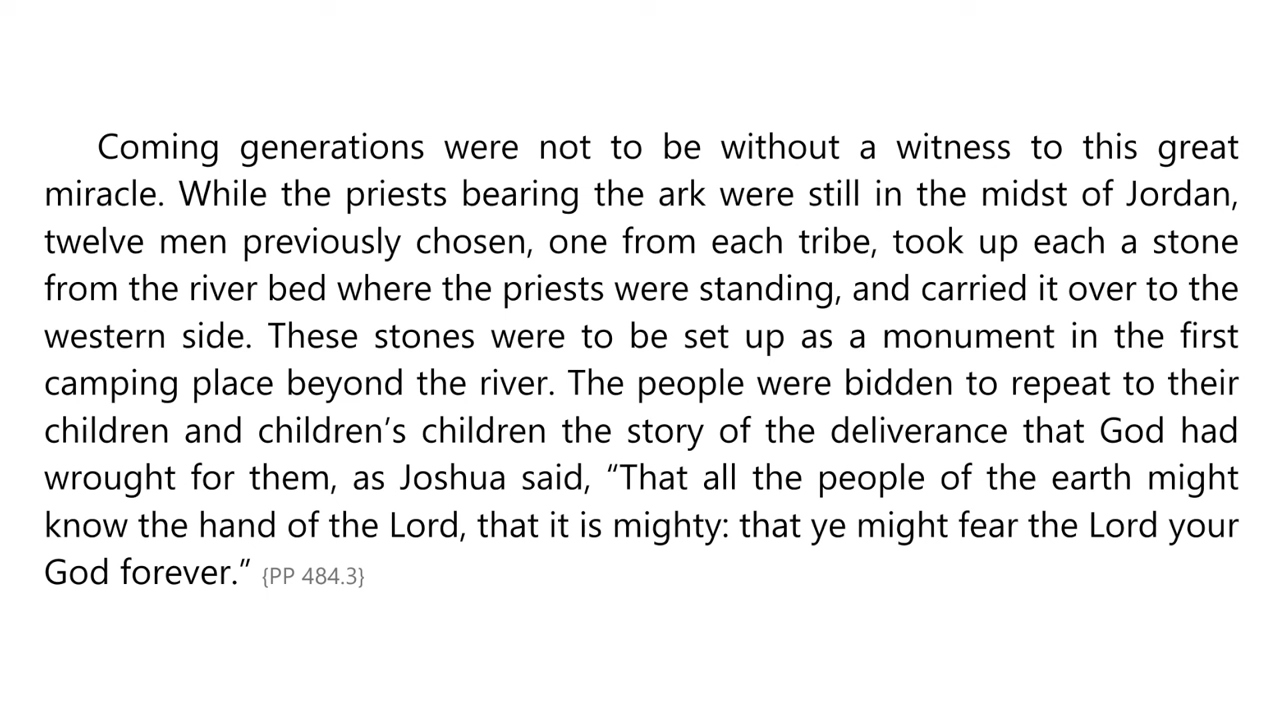 Coming generations were not to be without a witness to this great
miracle. While the priests bearing the ark were still in the midst of Jordan,
twelve men previously chosen, one from each tribe, took up each a stone
from the river bed where the priests were standing, and carried it over to the
western side. These stones were to be set up as a monument in the first
camping place beyond the river. The people were bidden to repeat to their
children and children’s children the story of the deliverance that God had
wrought for them, as Joshua said, “That all the people of the earth might
know the hand of the Lord, that it is mighty: that ye might fear the Lord your
God forever.” {PP 484.3}